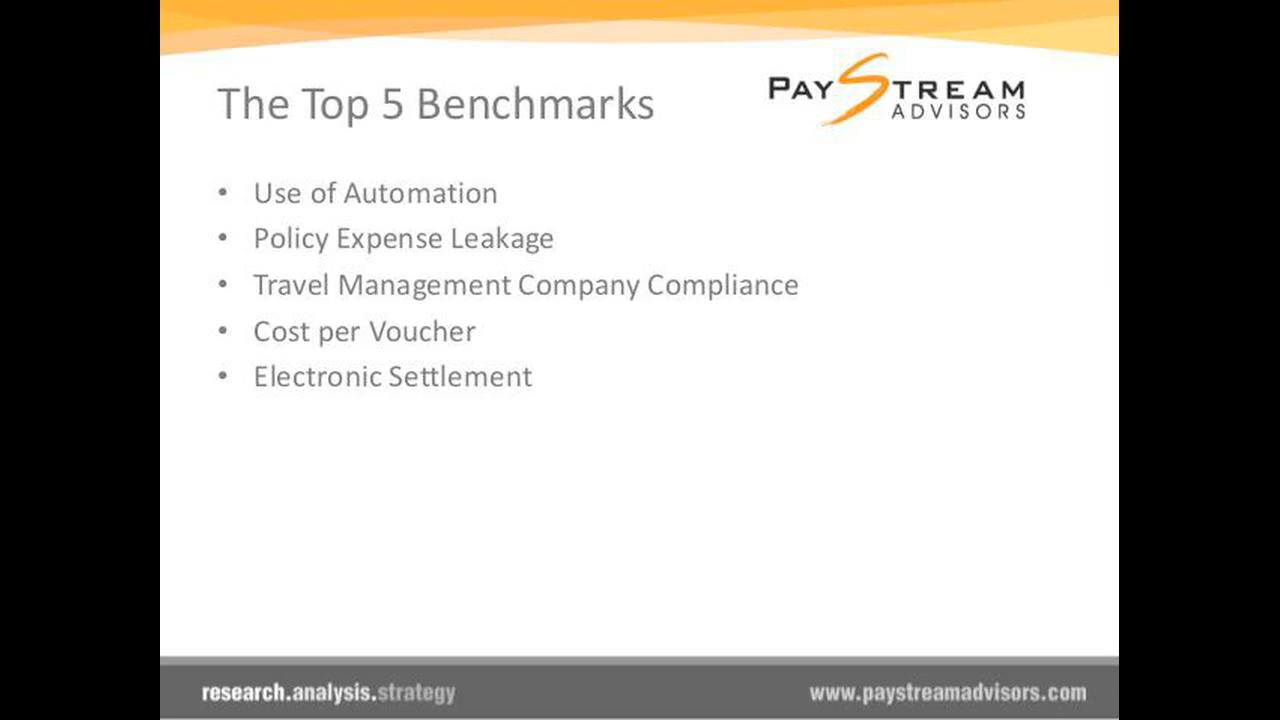 The Top 5 Benchmarks
PAYSTREAM
ADVISORS
• Use of Automation
• Policy Expense Leakage
• Travel Management Company Compliance
• Cost per Voucher
• Electronic Settlement
research.analysis.strategy
www.paystreamadvisors.com